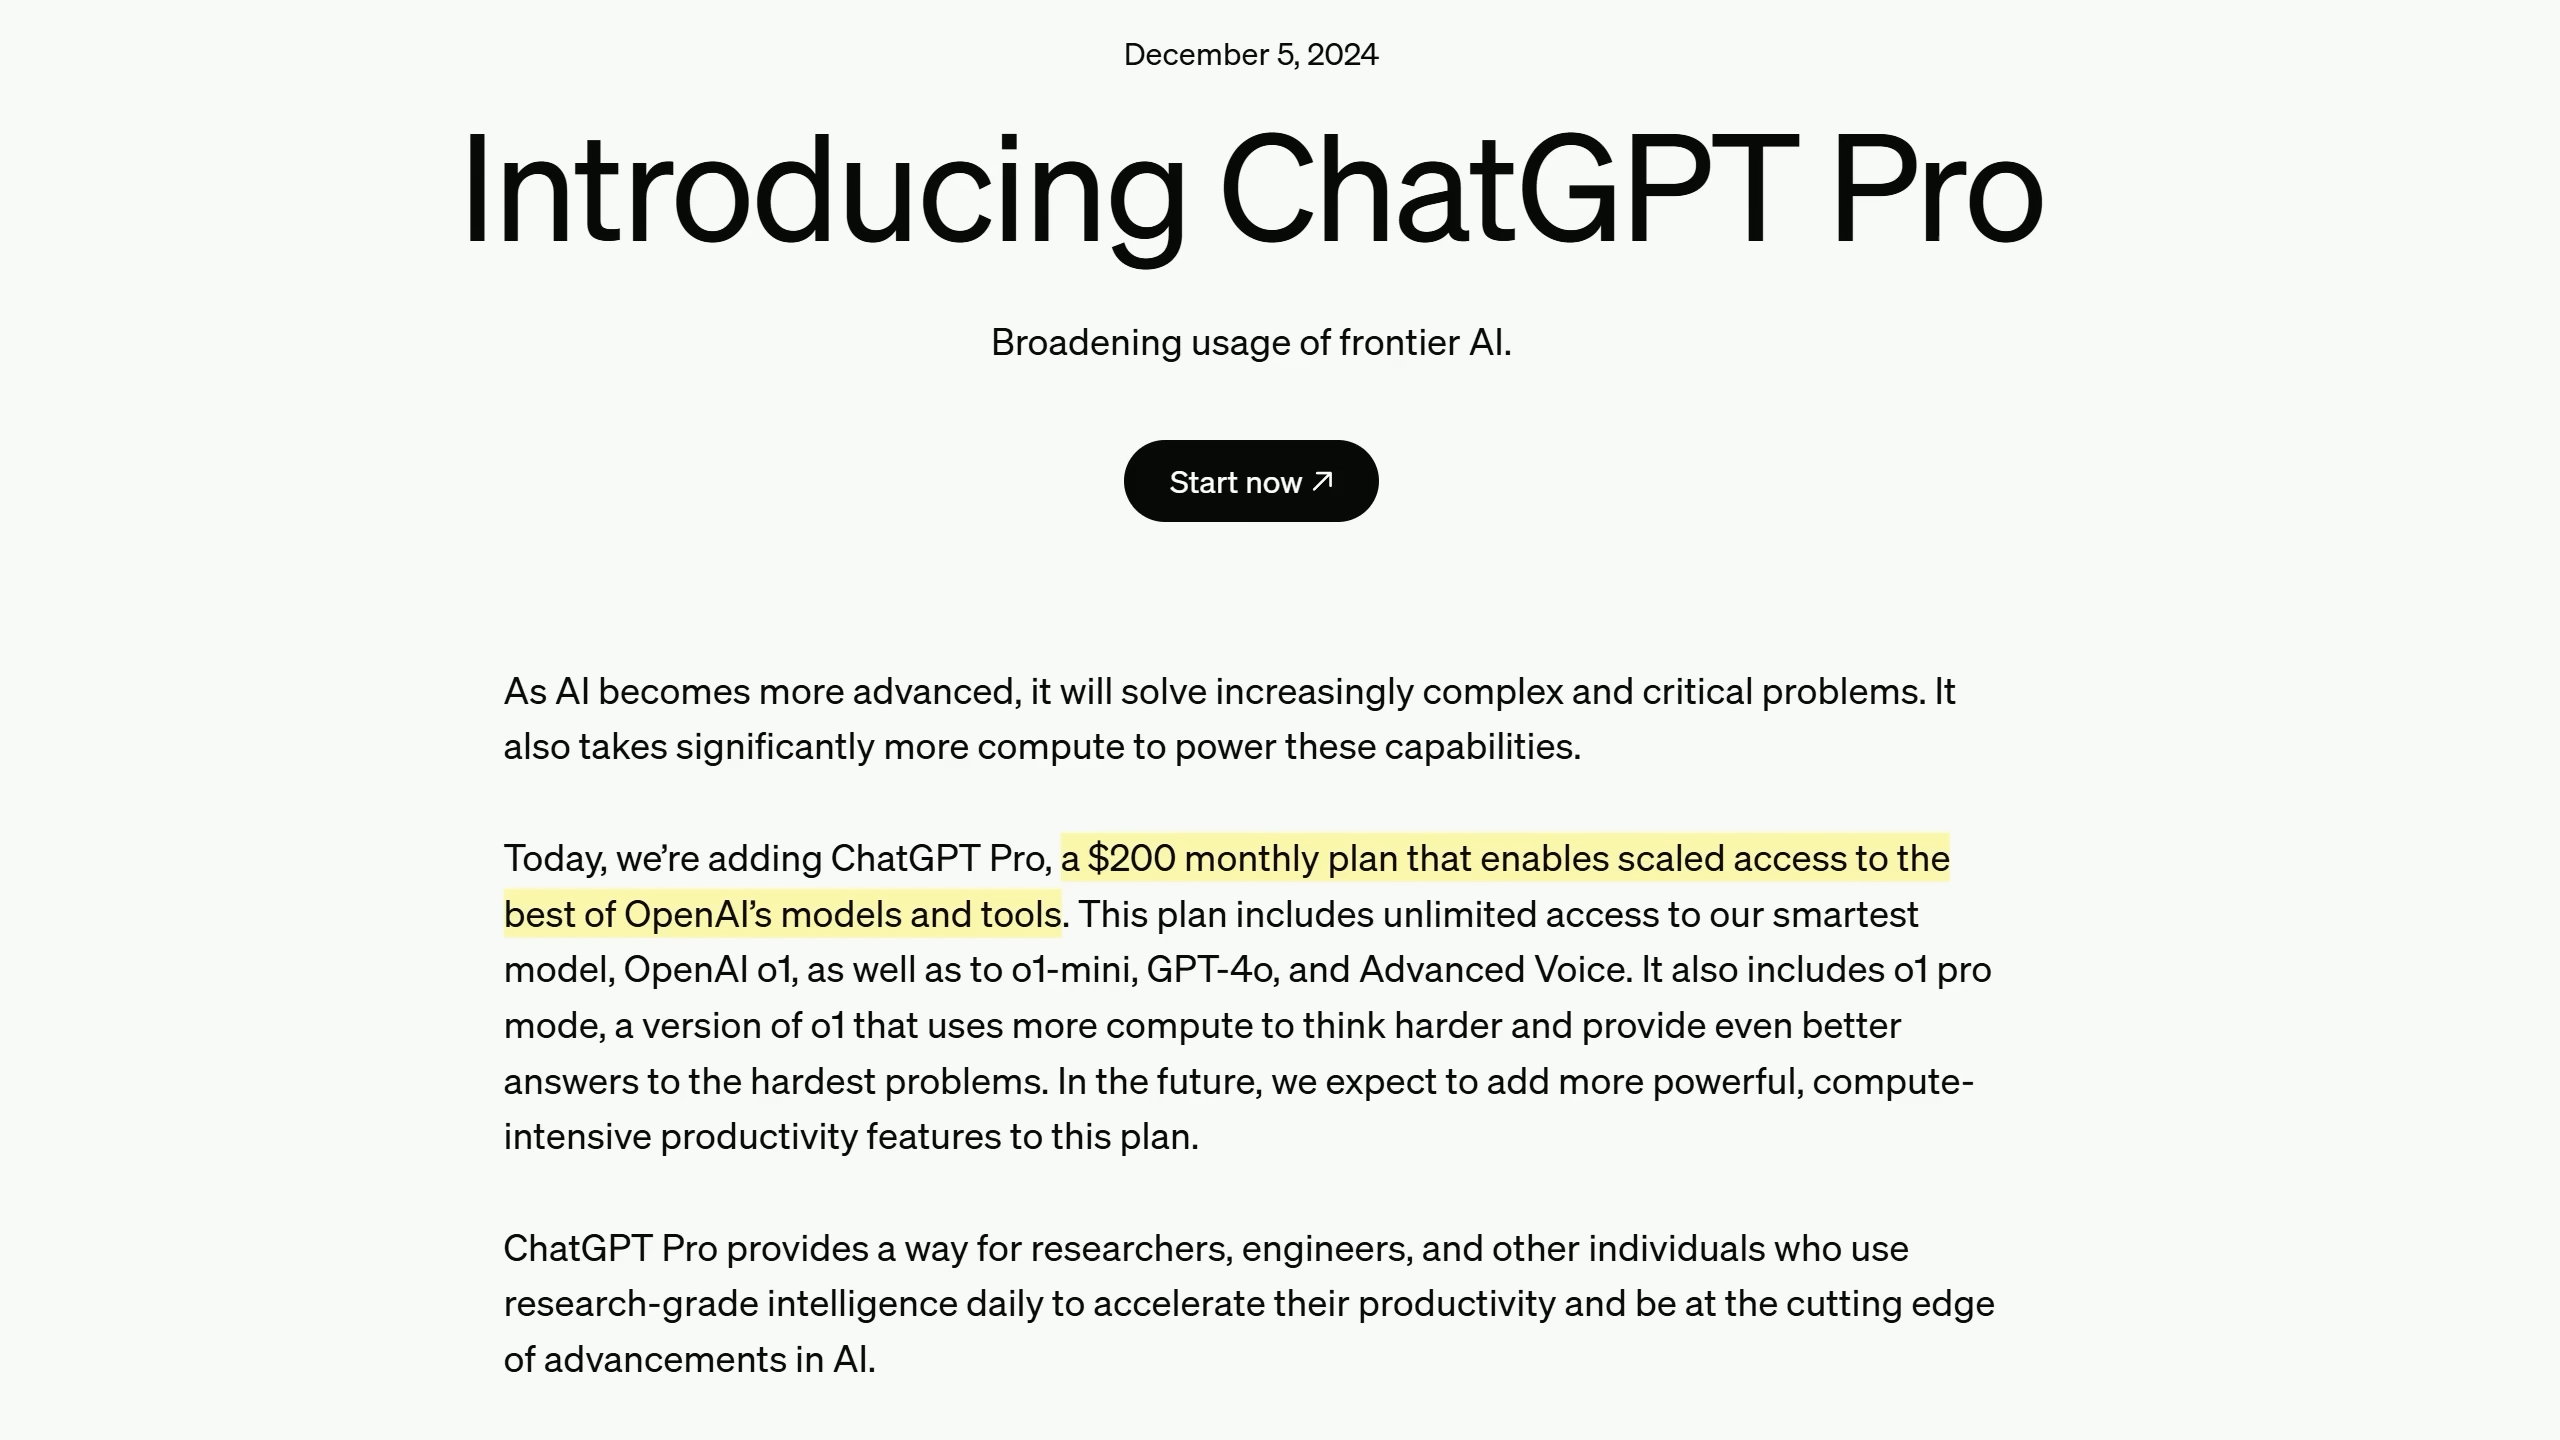 December 5, 2024
Introducing ChatGPT Pro
Broadening usage of frontier AI.
Start now ↗
As AI becomes more advanced, it will solve increasingly complex and critical problems. It
also takes significantly more compute to power these capabilities.
Today, we’re adding ChatGPT Pro, a $200 monthly plan that enables scaled access to the
best of OpenAI’s models and tools. This plan includes unlimited access to our smartest
model, OpenAI o1, as well as to o1-mini, GPT-4o, and Advanced Voice. It also includes o1 pro
mode, a version of o1 that uses more compute to think harder and provide even better
answers to the hardest problems. In the future, we expect to add more powerful, compute-
intensive productivity features to this plan.
ChatGPT Pro provides a way for researchers, engineers, and other individuals who use
research-grade intelligence daily to accelerate their productivity and be at the cutting edge
of advancements in AI.